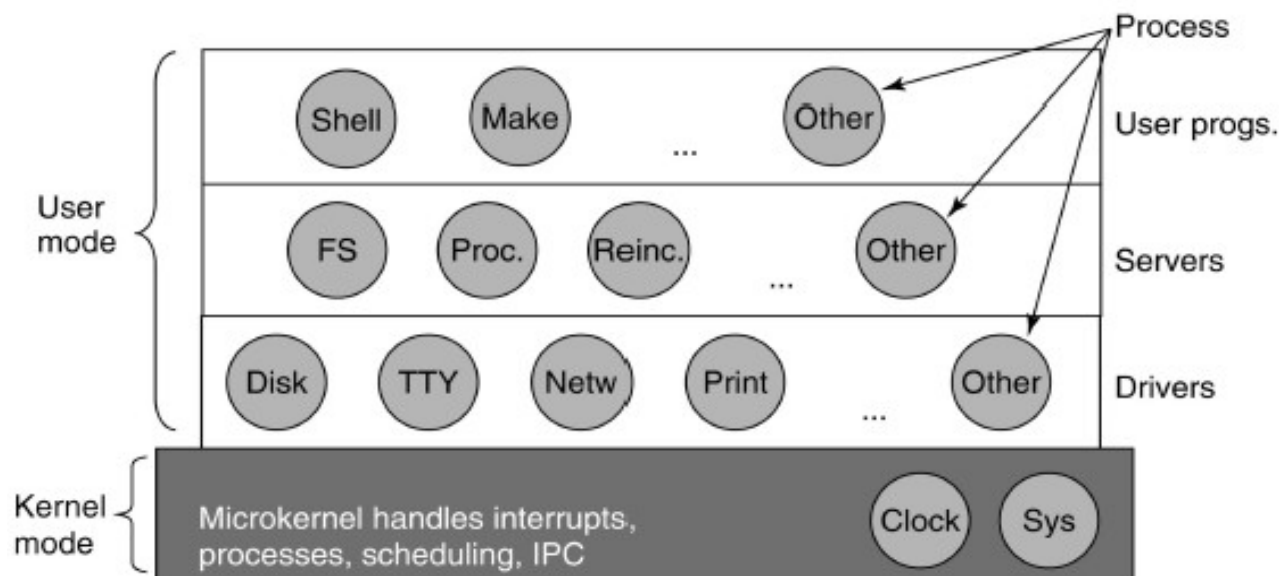 Process
Shell Make ... Other
User progs.
User
mode
FS Proc. Reinc. ... Other
Servers
Disk TTY Netw Print ... Other
Drivers
Kernel
mode
Microkernel handles interrupts,
processes, scheduling, IPC
Clock Sys